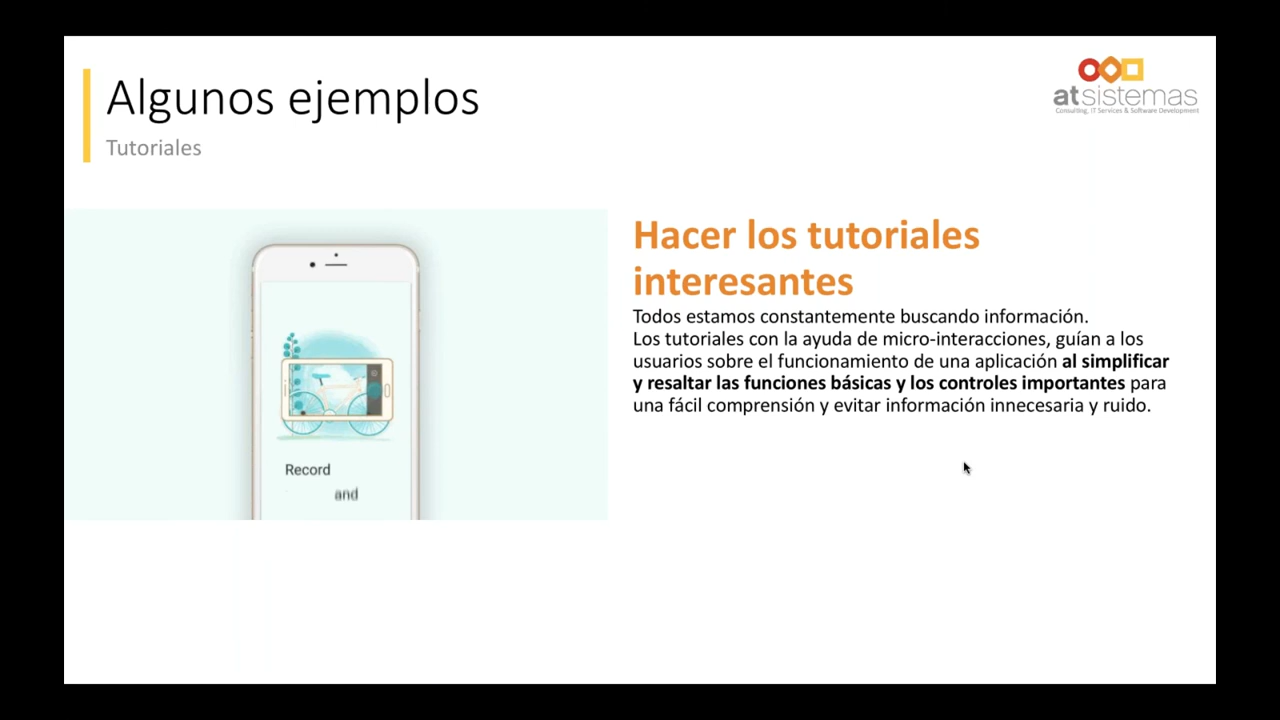 Algunos ejemplos
Tutoriales
atsistemas
Consulting, IT Services & Software Development
Hacer los tutoriales
interesantes
Todos estamos constantemente buscando información.
Los tutoriales con la ayuda de micro-interacciones, guían a los
usuarios sobre el funcionamiento de una aplicación al simplificar
y resaltar las funciones básicas y los controles importantes para
una fácil comprensión y evitar información innecesaria y ruido.
Record
and